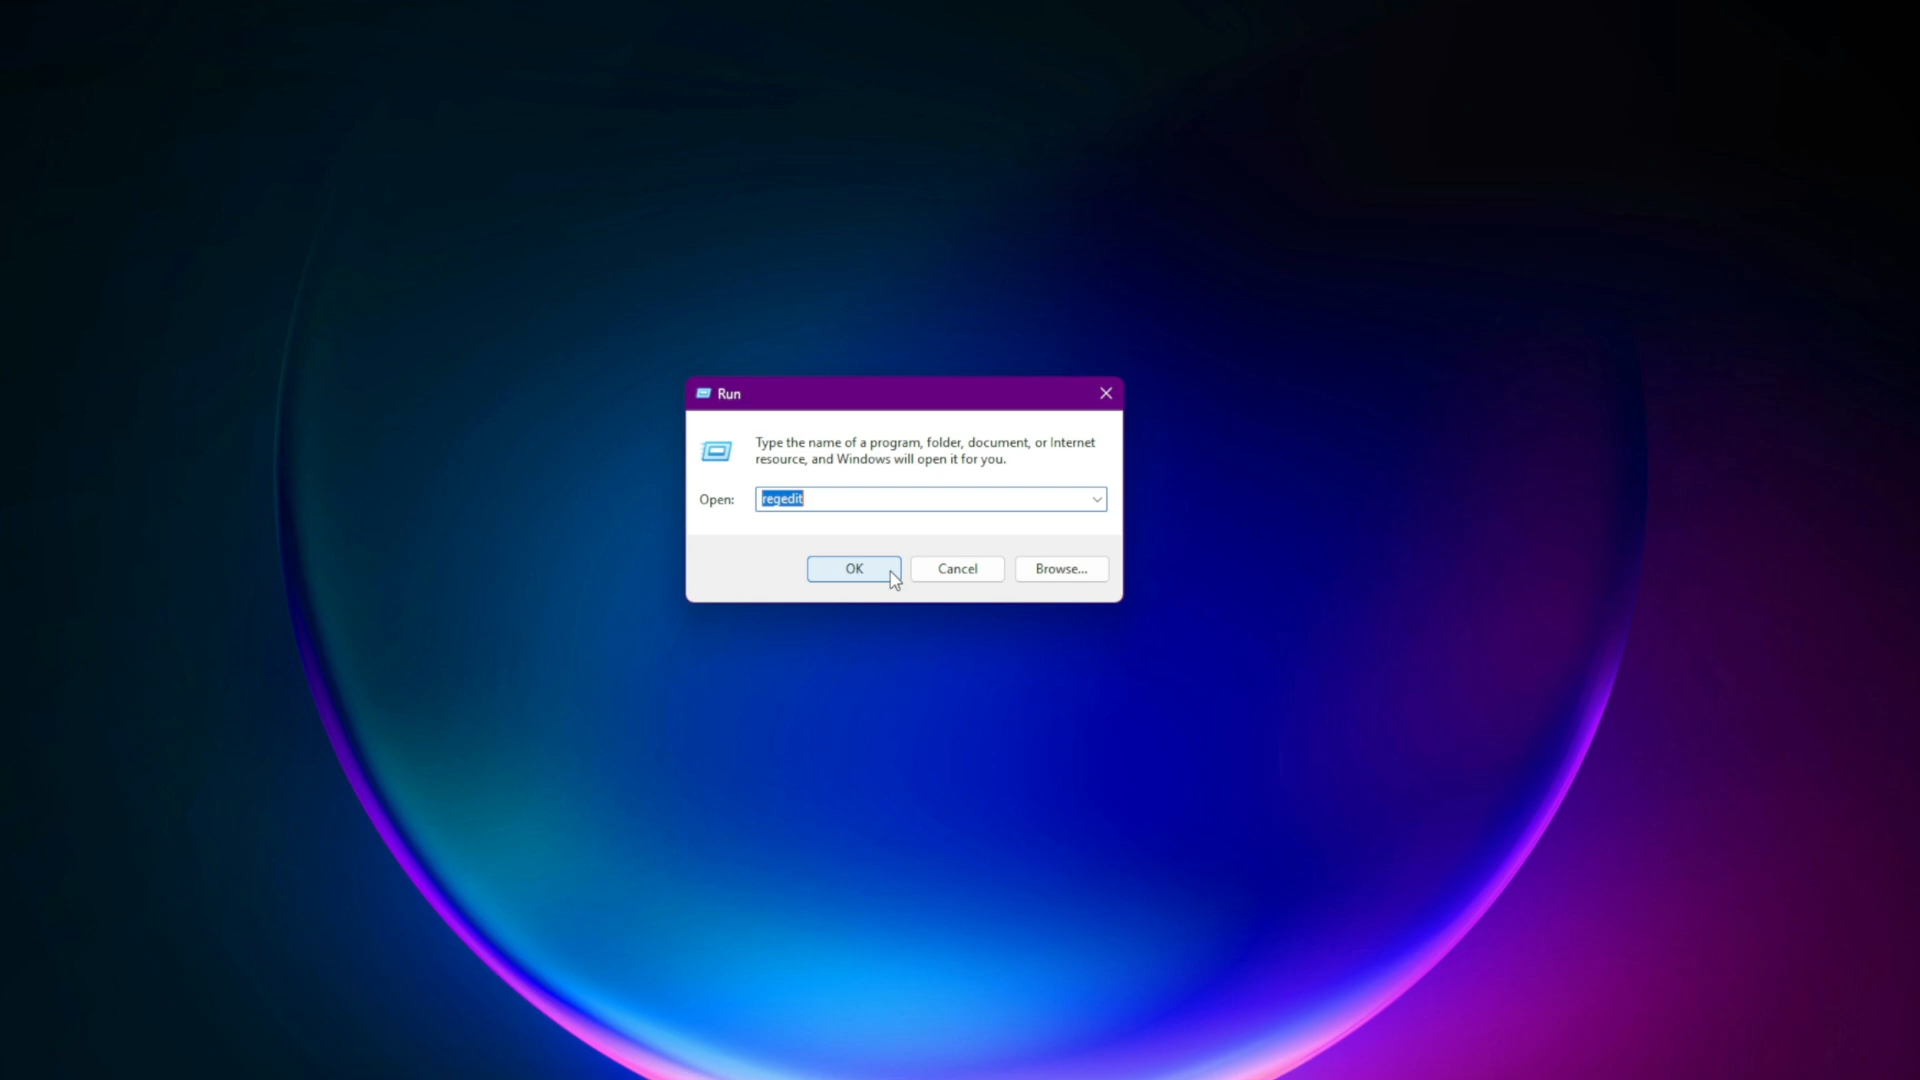 Run
Type the name of a program, folder, document, or Internet
resource, and Windows will open it for you.
Open: regedit
OK Cancel Browse...